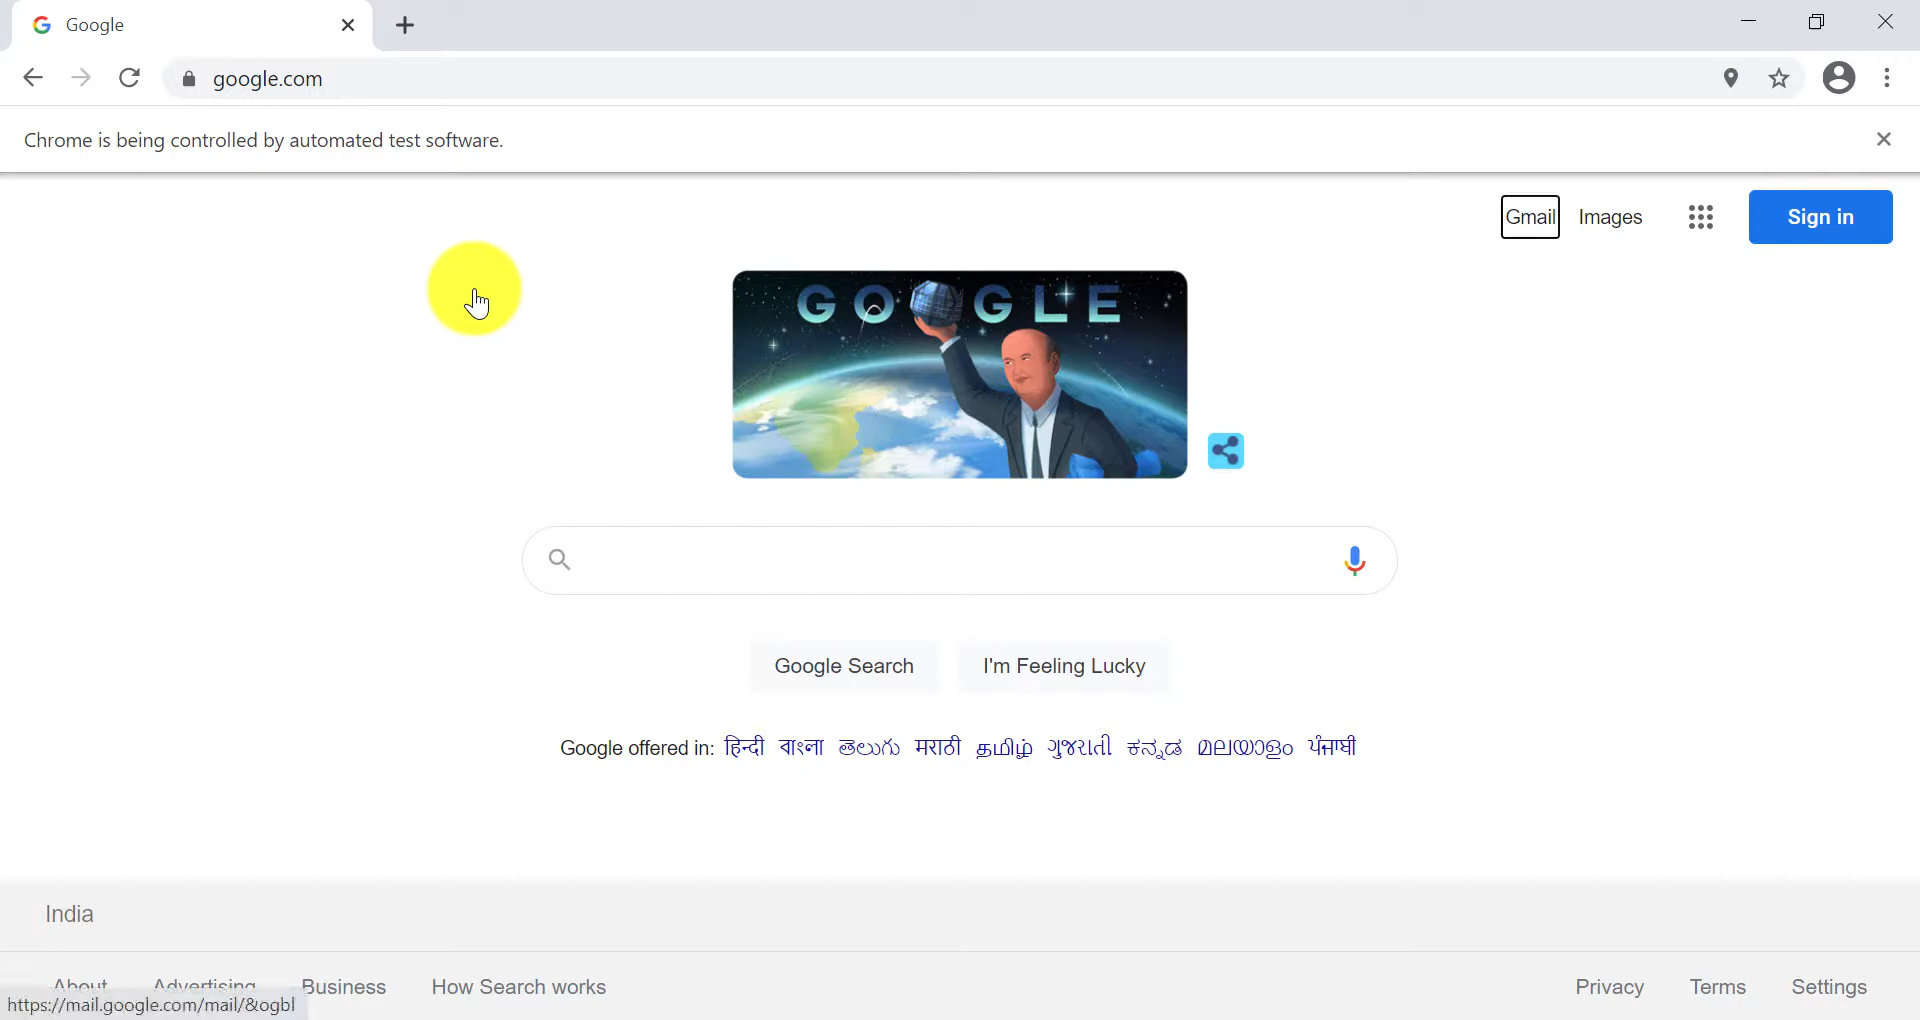 Google
google.com
Chrome is being controlled by automated test software.
Gmail Images Sign in
GOOGLE
Google Search I'm Feeling Lucky
Google offered in: हिन्दी বাংলা తెలుగు मराठी தமிழ் ગુજરાતી ಕನ್ನಡ മലയാളം ਪੰਜਾਬੀ
India
About Advertising Business How Search works Privacy Terms Settings
https://mail.google.com/mail/&ogbl